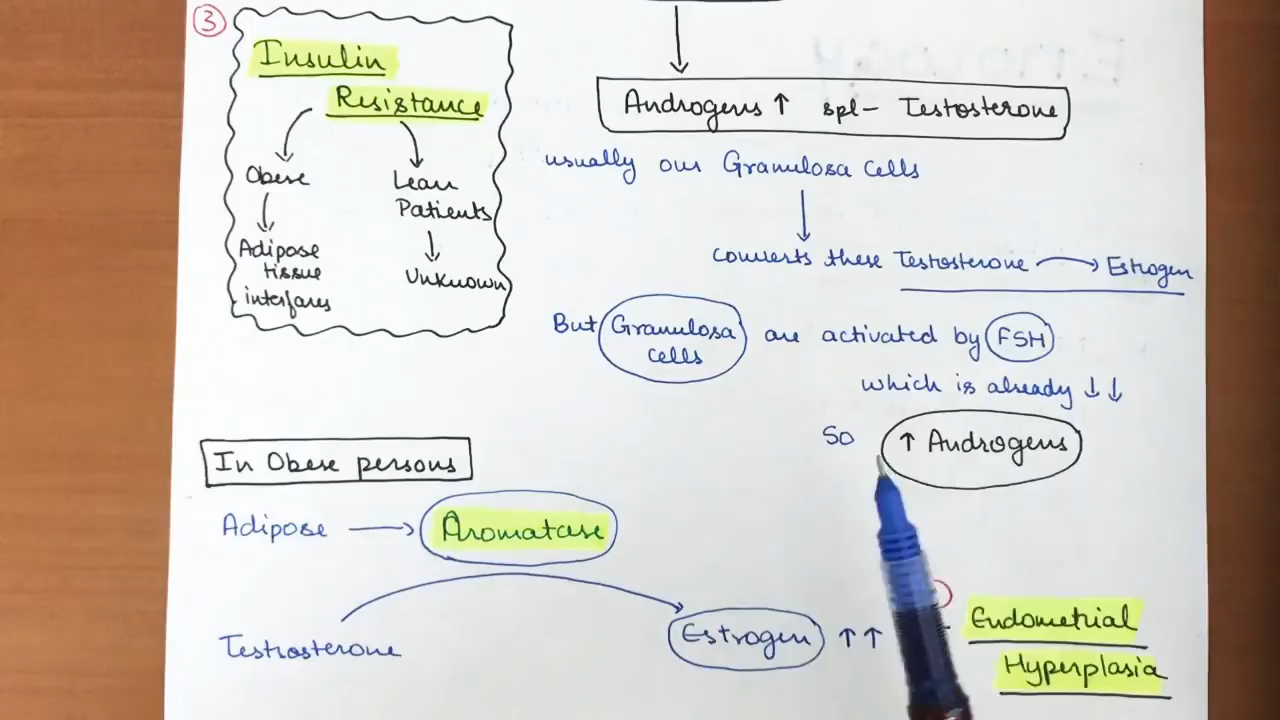 3
Insulin
Resistance
Obese
Adipose
tissue
interfares
Lean
Patients
Unknown
Androgens ↑ spl- Testosterone
usually our Granulosa cells
converts these Testosterone → Estrogen
But Granulosa cells are activated by FSH
which is already ↓ ↓
So ↑ Androgens
In Obese persons
Adipose → Aromatase
Testosterone
Estrogen ↑↑
Endometrial
Hyperplasia